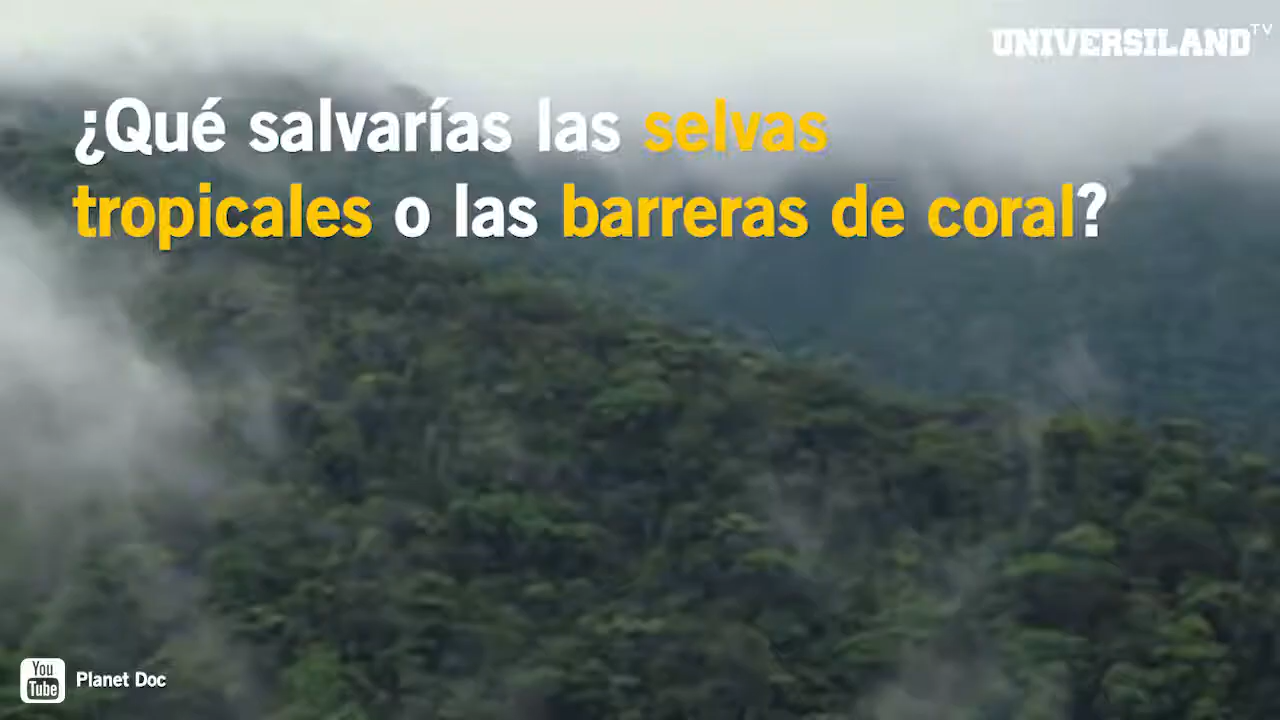 UNIVERSILAND TV
¿Qué salvarías las selvas
tropicales o las barreras de coral?
You
Tube
Planet Doc